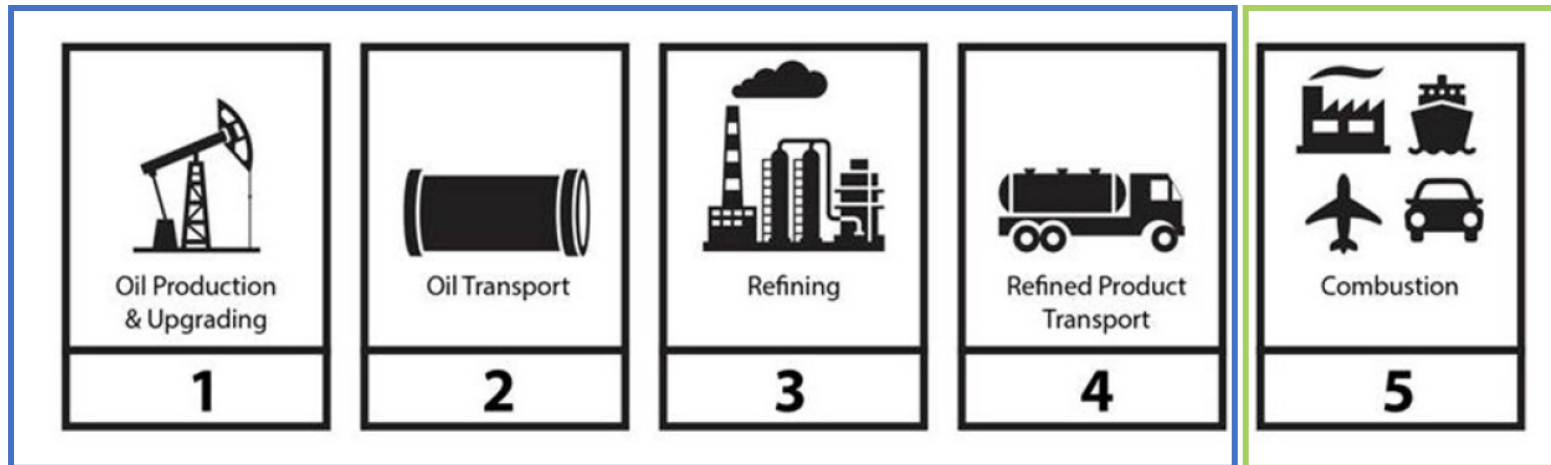 Oil Production
& Upgrading
1
Oil Transport
2
Refining
3
Refined Product
Transport
4
Combustion
5